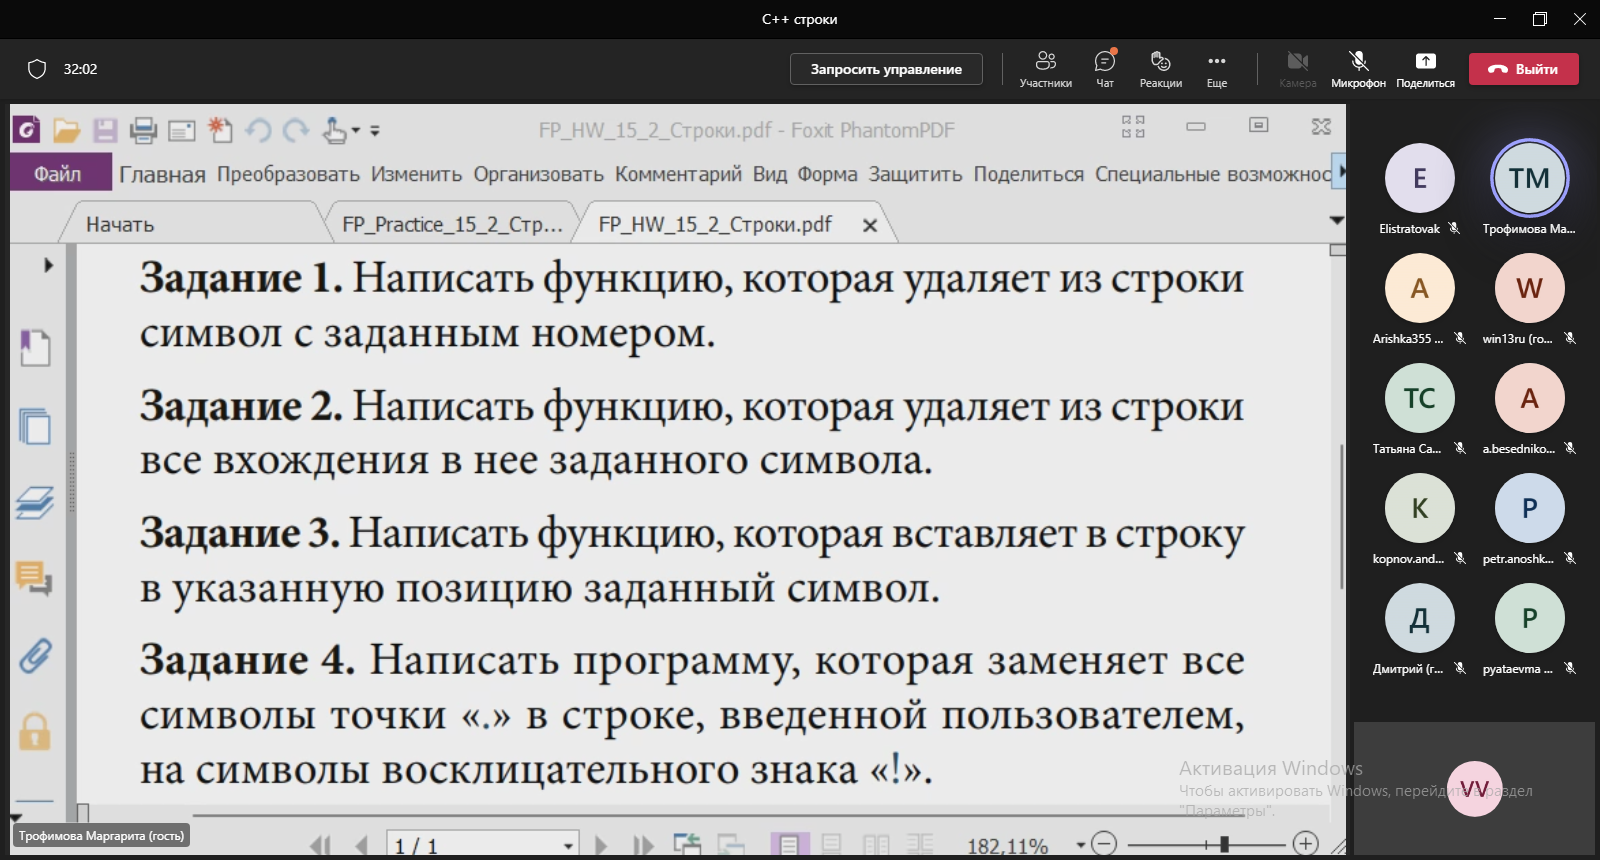 C++ строки
32:02
Запросить управление
Участники
Чат
Реакции
Еще
Камера
Микрофон
Поделиться
Выйти
FP_HW_15_2_Строки.pdf - Foxit PhantomPDF
Файл Главная Преобразовать Изменить Организовать Комментарий Вид Форма Защитить Поделиться Специальные возможнос
Начать
FP_Practice_15_2_Стр...
FP_HW_15_2_Строки.pdf
Задание 1. Написать функцию, которая удаляет из строки
символ с заданным номером.
Задание 2. Написать функцию, которая удаляет из строки
все вхождения в нее заданного символа.
Задание 3. Написать функцию, которая вставляет в строку
в указанную позицию заданный символ.
Задание 4. Написать программу, которая заменяет все
символы точки «.» в строке, введенной пользователем,
на символы восклицательного знака «!».
Трофимова Маргарита (гость)
1 / 1
182,11%
E
Elistratovak
ТМ
Трофимова Ма...
A
Arishka355 ...
W
win13ru (го...
ТС
Татьяна Са...
A
a.besedniko...
K
kopnov.and...
P
petr.anoshk...
Д
Дмитрий (г...
P
pyataevma ...
VV
Активация Windows
Чтобы активировать Windows, перейдите в раздел
"Параметры".